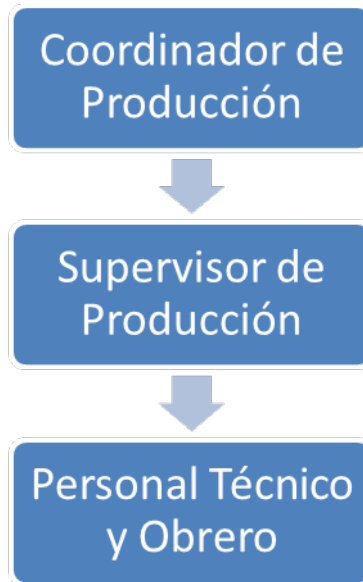 Coordinador de
Producción
Supervisor de
Producción
Personal Técnico
y Obrero